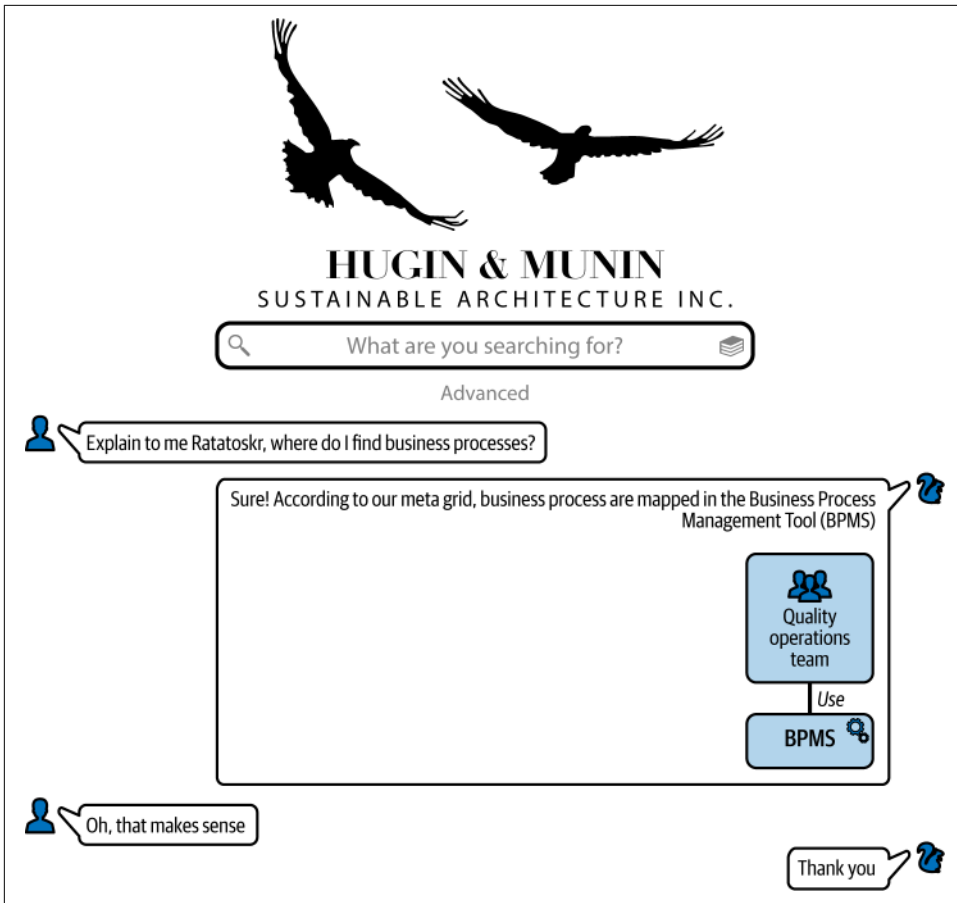 HUGIN & MUNIN
SUSTAINABLE ARCHITECTURE INC.
What are you searching for?
Advanced
Explain to me Ratatoskr, where do I find business processes?
Sure! According to our meta grid, business process are mapped in the Business Process
Management Tool (BPMS)
Quality
operations
team
Use
BPMS
Oh, that makes sense
Thank you